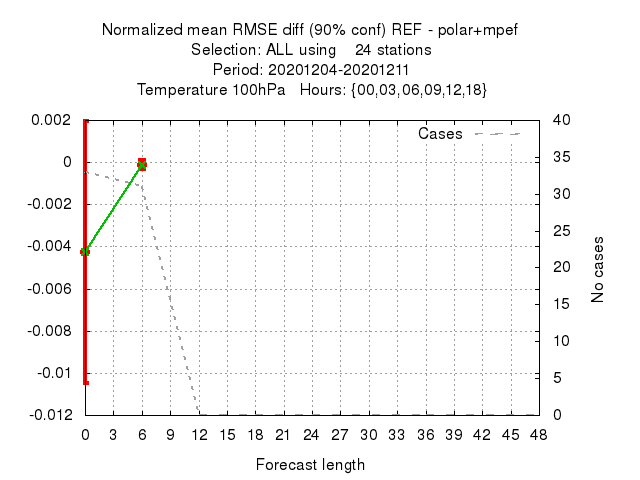 Normalized mean RMSE diff (90% conf) REF - polar+mpef
Selection: ALL using 24 stations
Period: 20201204-20201211
Temperature 100hPa Hours: {00,03,06,09,12,18}
Cases
0.002
0
-0.002
-0.004
-0.006
-0.008
-0.01
-0.012
40
35
30
25
20
15
10
5
0
No cases
0 3 6 9 12 15 18 21 24 27 30 33 36 39 42 45 48
Forecast length